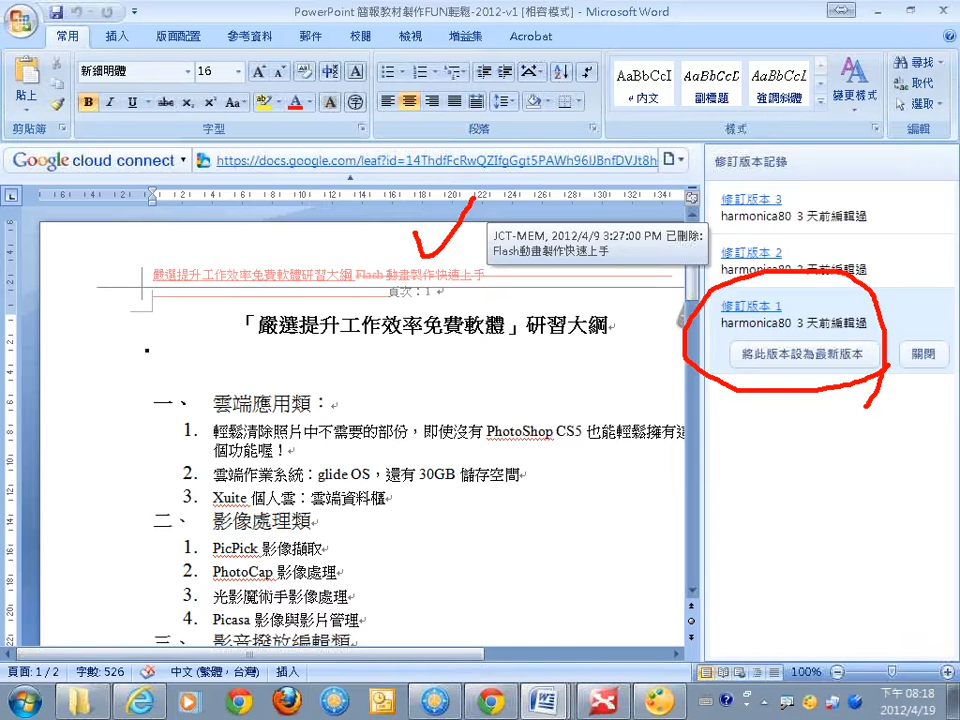 PowerPoint 簡報教材製作FUN輕鬆-2012-v1 [相容模式] - Microsoft Word
常用 插入 版面配置 參考資料 郵件 校閱 檢視 增益集 Acrobat
貼上
新細明體 16
B I U abc x₂ x² Aa
剪貼簿 字型 段落 樣式 編輯
AaBbCcI AaBbCcD AaBbCcI
內文 副標題 強調斜體
變更樣式
尋找
取代
選取
Google cloud connect
https://docs.google.com/leaf?id=14ThdfFcRwQZIfgGgt5PAWh96IJBnfDVJt8h
修訂版本記錄
修訂版本 3
harmonica80 3 天前編輯過
修訂版本 2
harmonica80 3 天前編輯過
修訂版本 1
harmonica80 3 天前編輯過
將此版本設為最新版本 關閉
JCT-MEM, 2012/4/9 3:27:00 PM 已刪除:
Flash動畫製作快速上手
嚴選提升工作效率免費軟體研習大綱 Flash 動畫製作快速上手
頁次：1
「嚴選提升工作效率免費軟體」研習大綱
一、 雲端應用類：
1. 輕鬆清除照片中不需要的部份，即使沒有 PhotoShop CS5 也能輕鬆擁有這
個功能喔！
2. 雲端作業系統：glide OS，還有 30GB 儲存空間
3. Xuite 個人雲：雲端資料櫃
二、 影像處理類
1. PicPick 影像擷取
2. PhotoCap 影像處理
3. 光影魔術手影像處理
4. Picasa 影像與影片管理
三、 影音撥放編輯類
頁面: 1 / 2 字數: 526 中文 (繁體，台灣) 插入 100%
下午 08:18
2012/4/19